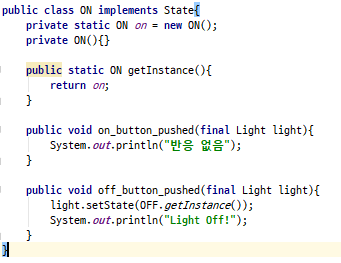 public class ON implements State{
    private static ON on = new ON();
    private ON(){}

    public static ON getInstance(){
        return on;
    }

    public void on_button_pushed(final Light light){
        System.out.println("반응 없음");
    }

    public void off_button_pushed(final Light light){
        light.setState(OFF.getInstance());
        System.out.println("Light Off!");
    }
}